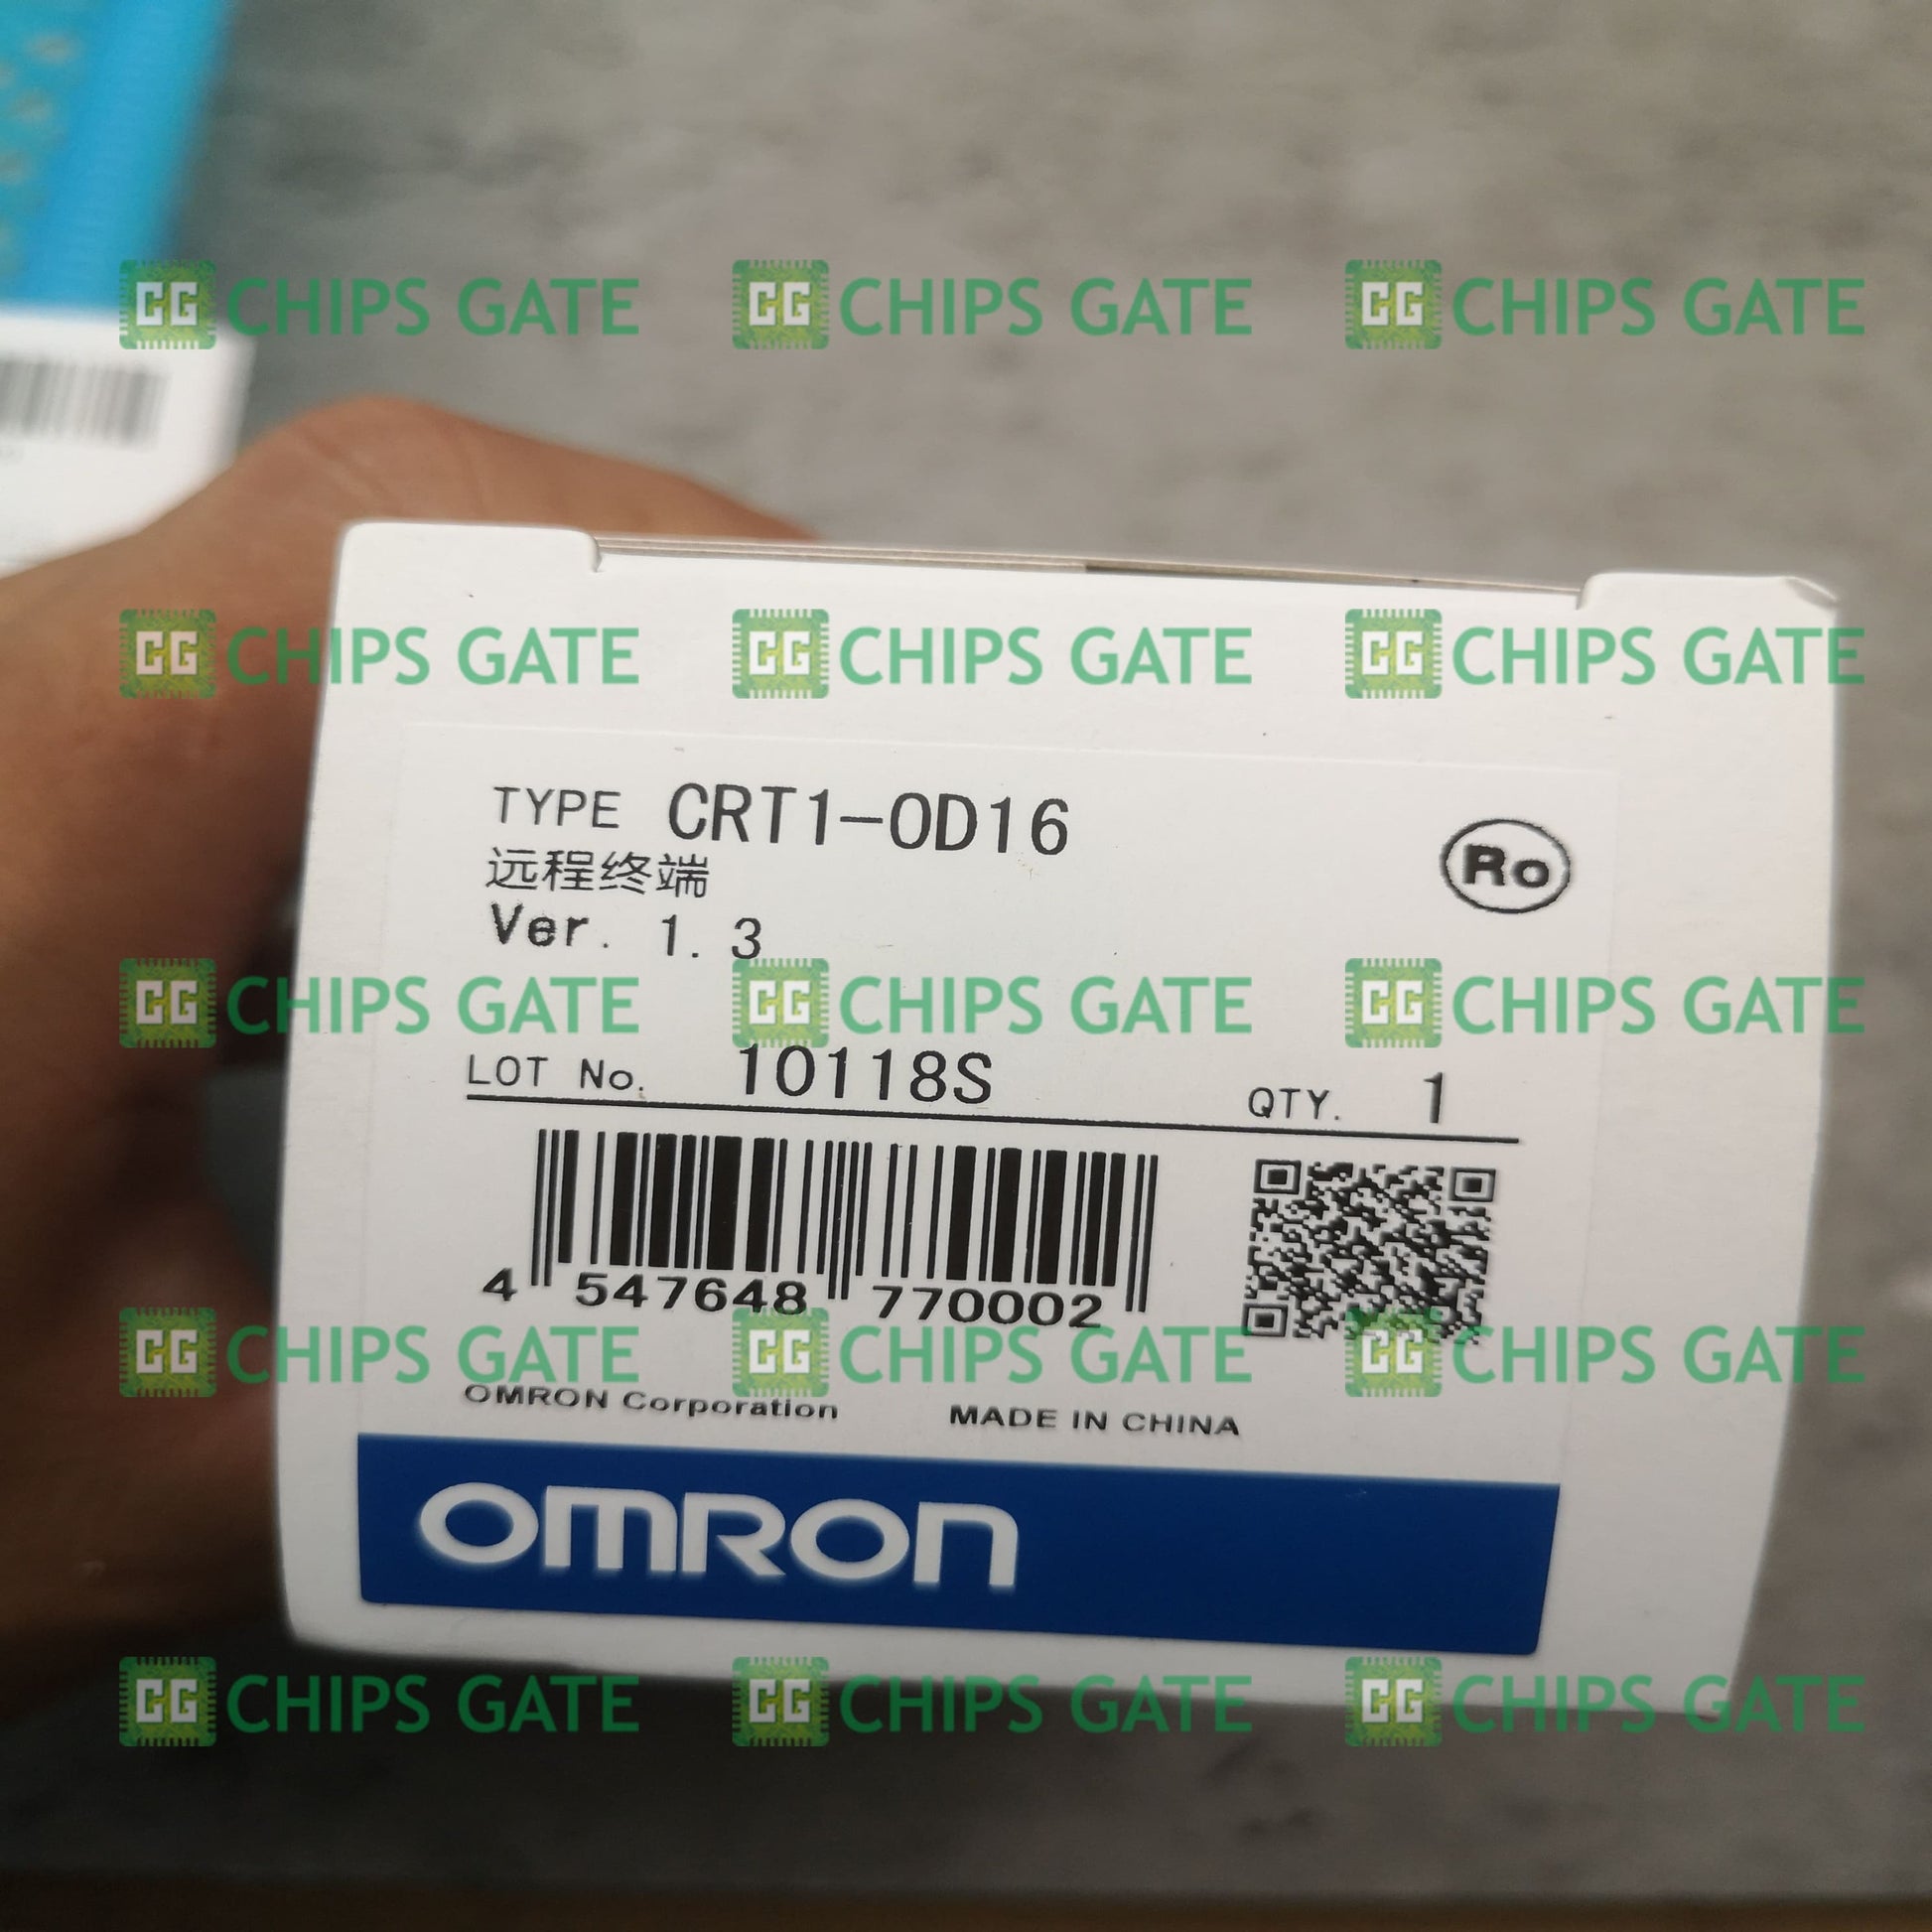 CG CHIPS GATE CG CHIPS GATE CG CHIPS GATE
CG CHIPS GATE CG CHIPS GATE CG CHIPS GATE
TYPE CRT1-OD16
Ro
远程终端
Ver. 1.3
CG CHIPS GATE CG CHIPS GATE CG CHIPS GATE
LOT No. 10118S QTY. 1
4 547648 770002
CG CHIPS GATE CG CHIPS GATE CG CHIPS GATE
OMRON Corporation MADE IN CHINA
OMRON
CG CHIPS GATE CG CHIPS GATE CG CHIPS GATE